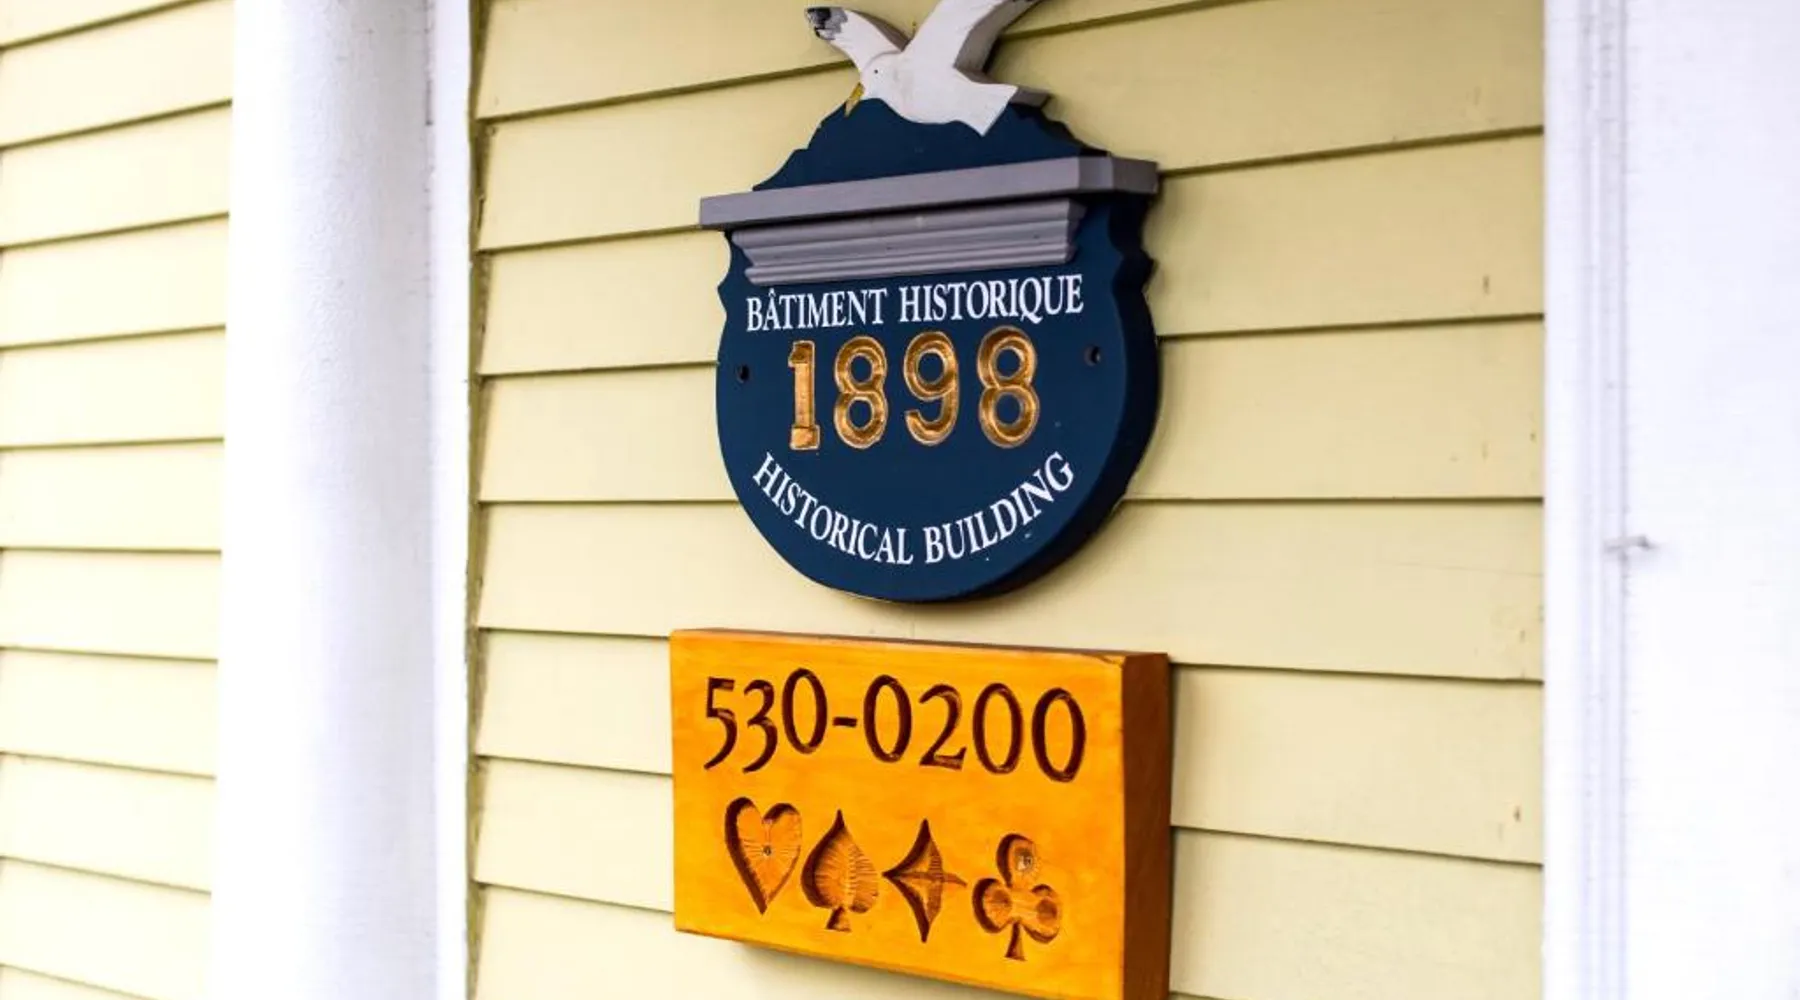 BÂTIMENT HISTORIQUE
1898
HISTORICAL BUILDING
530-0200